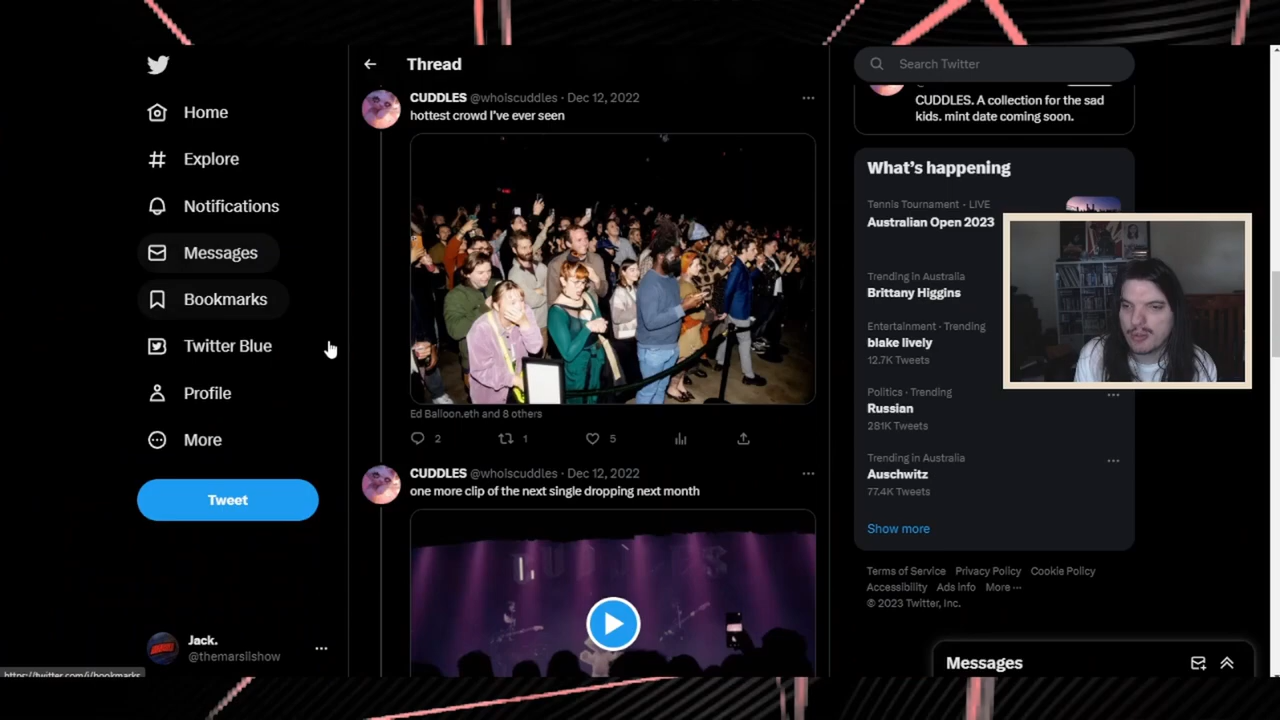 Home
Explore
Notifications
Messages
Bookmarks
Twitter Blue
Profile
More
Tweet
Jack.
@themarsllshow
https://twitter.com/i/bookmarks
Thread
CUDDLES @whoiscuddles · Dec 12, 2022
hottest crowd I've ever seen
Ed Balloon.eth and 8 others
2
1
5
CUDDLES @whoiscuddles · Dec 12, 2022
one more clip of the next single dropping next month
Search Twitter
CUDDLES. A collection for the sad
kids. mint date coming soon.
What's happening
Tennis Tournament · LIVE
Australian Open 2023
Trending in Australia
Brittany Higgins
Entertainment · Trending
blake lively
12.7K Tweets
Politics · Trending
Russian
281K Tweets
Trending in Australia
Auschwitz
77.4K Tweets
Show more
Terms of Service Privacy Policy Cookie Policy
Accessibility Ads info More ···
© 2023 Twitter, Inc.
Messages